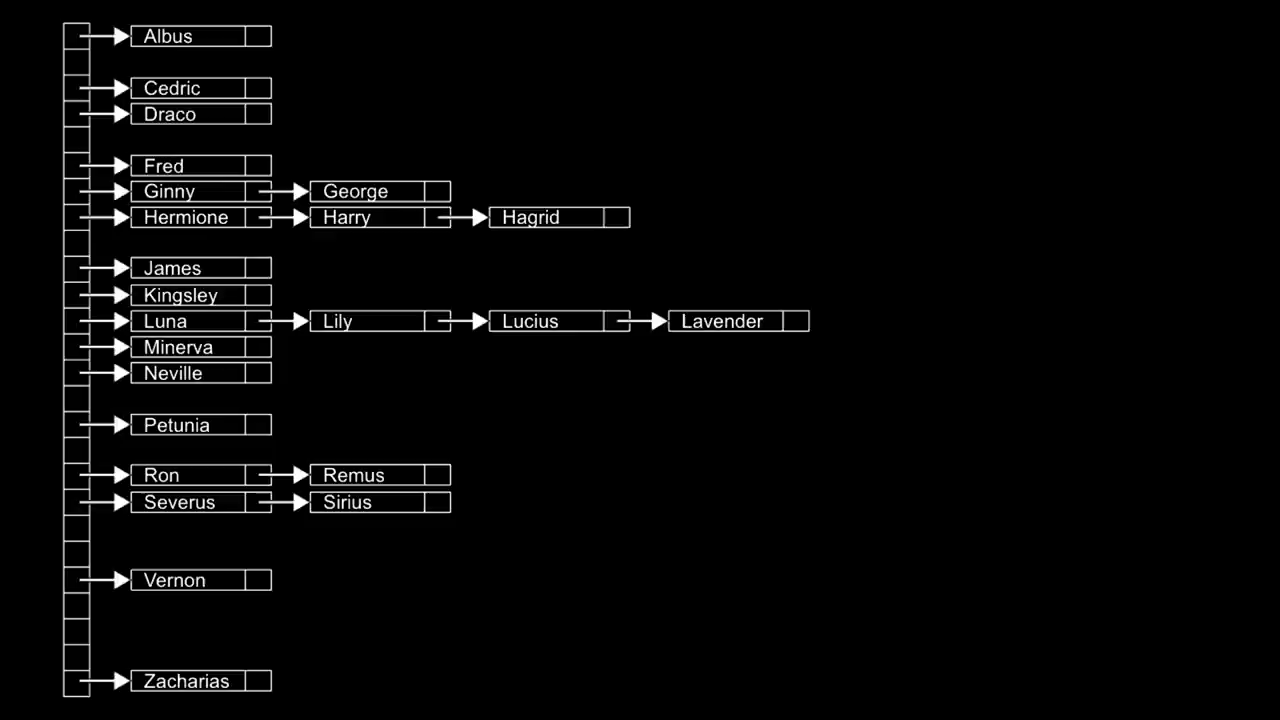 Albus
Cedric
Draco
Fred
Ginny George
Hermione Harry Hagrid
James
Kingsley
Luna Lily Lucius Lavender
Minerva
Neville
Petunia
Ron Remus
Severus Sirius
Vernon
Zacharias